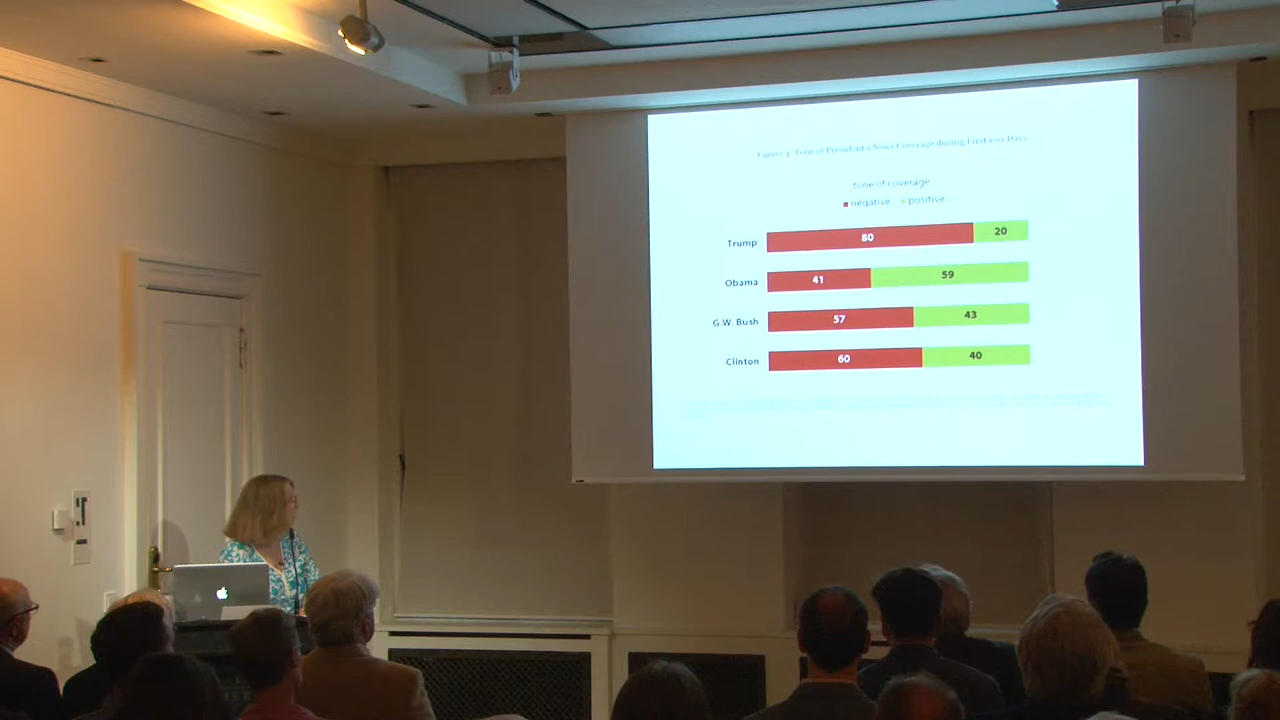 Figure 4. Tone of President's News Coverage during First 100 Days
tone of coverage
negative positive
Trump 80 20
Obama 41 59
G.W. Bush 57 43
Clinton 60 40